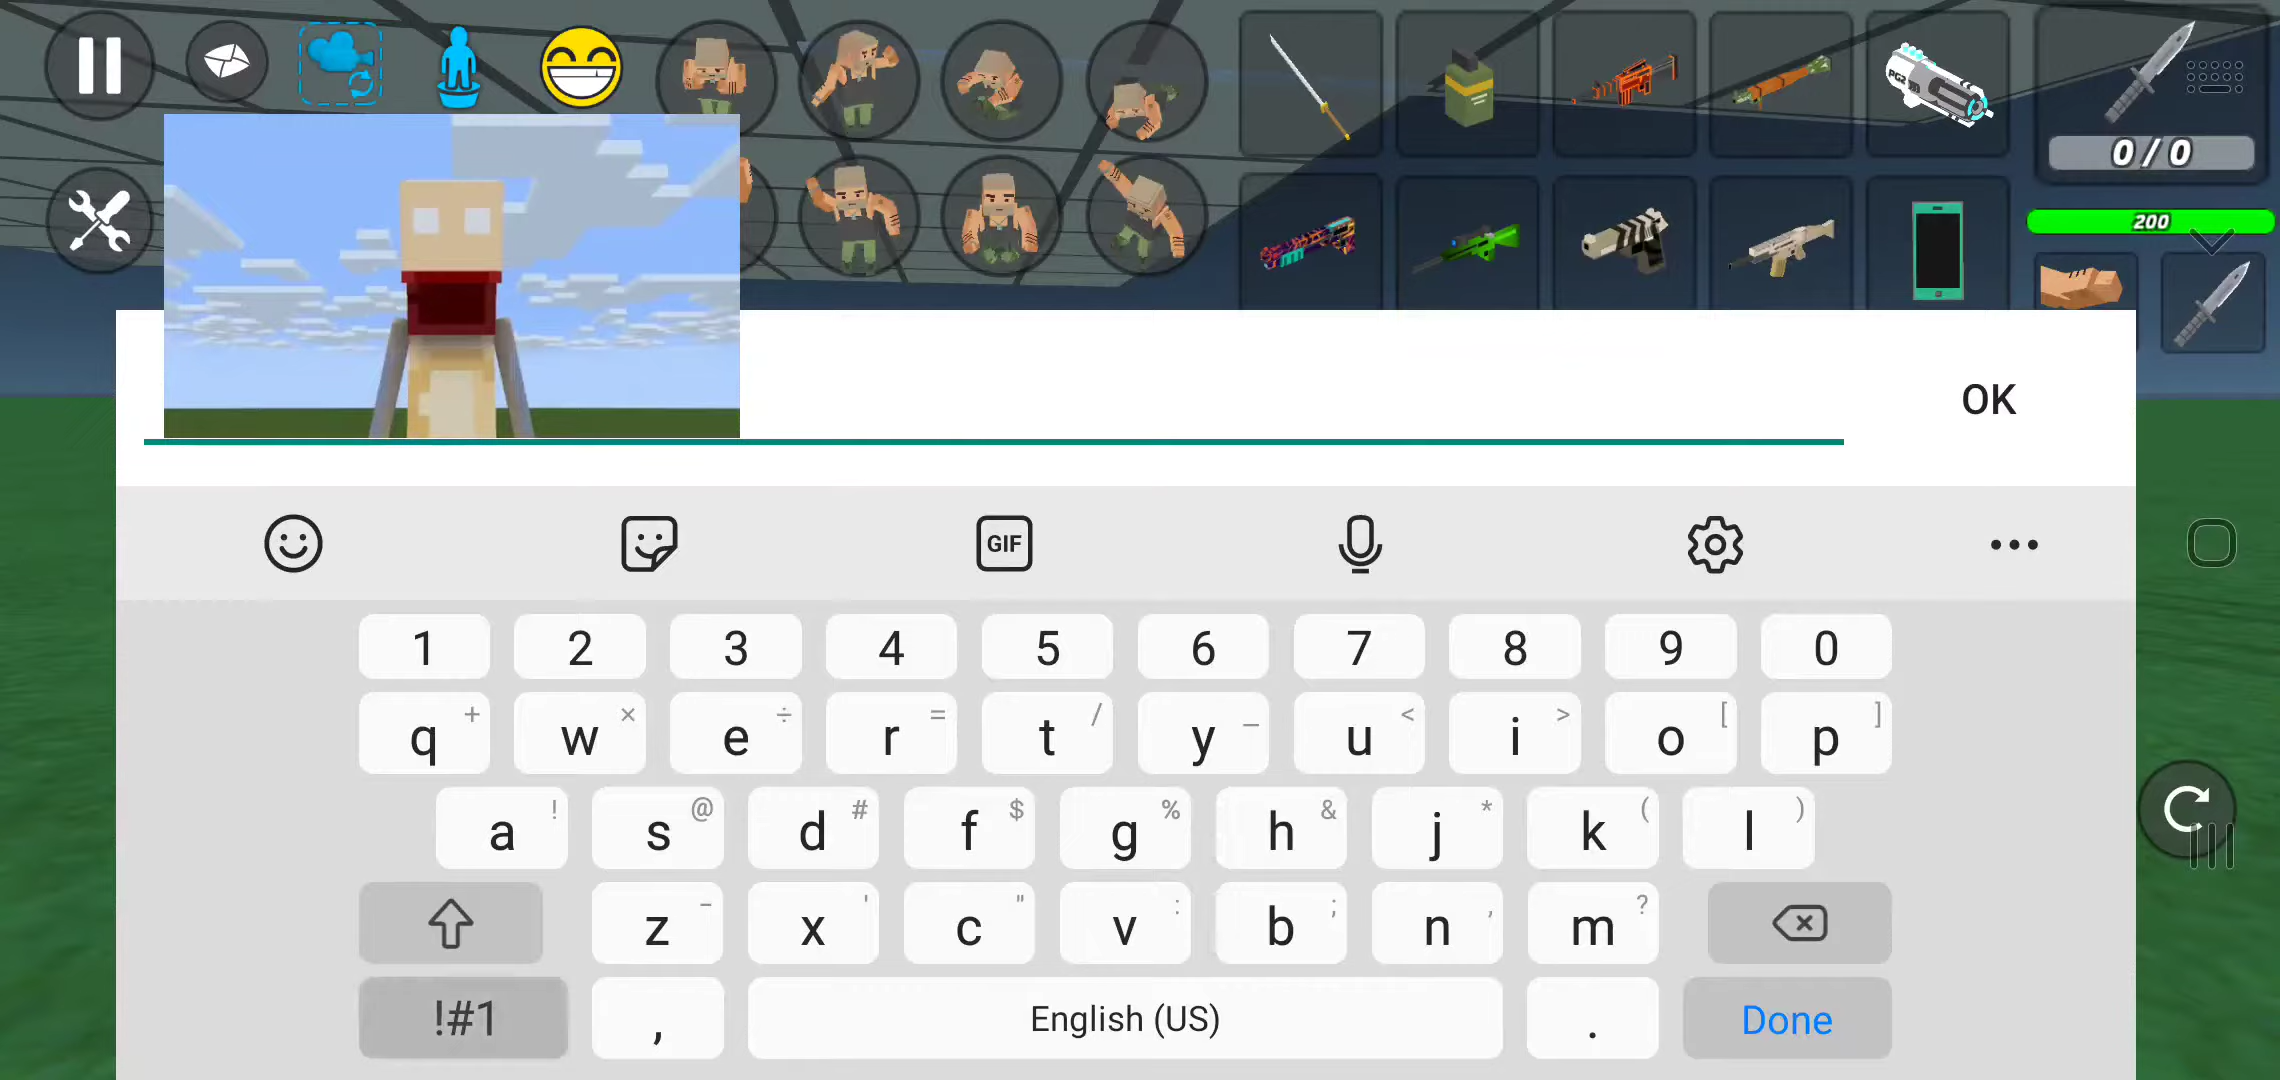 PG2
0 / 0
200
OK
GIF
1 2 3 4 5 6 7 8 9 0
q + w × e ÷ r = t / y _ u < i > o [ p ]
a ! s @ d # f $ g % h & j * k ( l )
z - x ' c " v : b ; n , m ?
!#1 , English (US) . Done